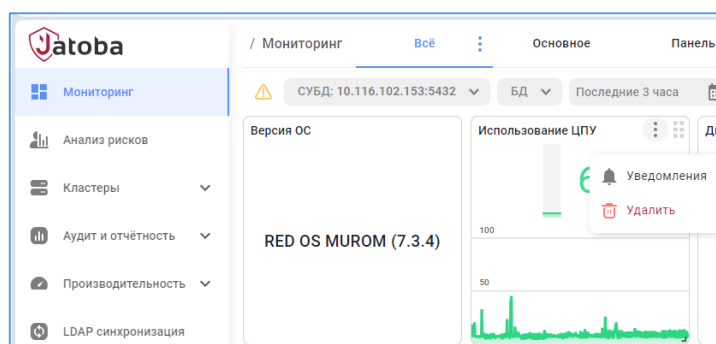 Jatoba
/ Мониторинг
Всё
Основное
Панель
Мониторинг
СУБД: 10.116.102.153:5432
БД
Последние 3 часа
Анализ рисков
Версия ОС
Использование ЦПУ
Уведомления
Удалить
Кластеры
Аудит и отчётность
RED OS MUROM (7.3.4)
100
Производительность
50
LDAP синхронизация